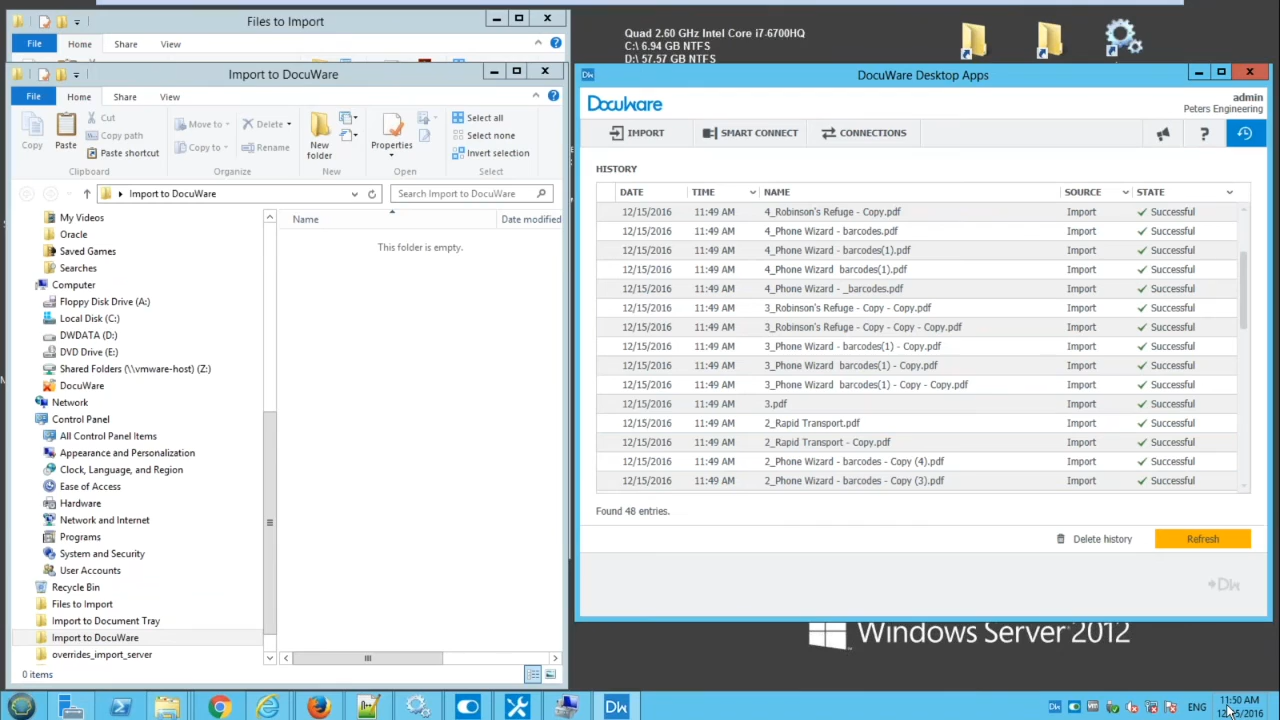 Files to Import
File Home Share View
Import to DocuWare
File Home Share View
Copy
Paste
Cut
Copy path
Paste shortcut
Clipboard
Move to
Copy to
Delete
Rename
Organize
New folder
New
Properties
Open
Select all
Select none
Invert selection
Select
Import to DocuWare
Search Import to DocuWare
My Videos
Oracle
Saved Games
Searches
Computer
Floppy Disk Drive (A:)
Local Disk (C:)
DWDATA (D:)
DVD Drive (E:)
Shared Folders (\\vmware-host) (Z:)
DocuWare
Network
Control Panel
All Control Panel Items
Appearance and Personalization
Clock, Language, and Region
Ease of Access
Hardware
Network and Internet
Programs
System and Security
User Accounts
Recycle Bin
Files to Import
Import to Document Tray
Import to DocuWare
overrides_import_server
Name Date modified
This folder is empty.
0 items
Quad 2.60 GHz Intel Core i7-6700HQ
C:\ 6.94 GB NTFS
D:\ 57.57 GB NTFS
DW DocuWare Desktop Apps
DocuWare
admin
Peters Engineering
IMPORT SMART CONNECT CONNECTIONS ?
HISTORY
DATE TIME NAME SOURCE STATE
12/15/2016 11:49 AM 4_Robinson's Refuge - Copy.pdf Import Successful
12/15/2016 11:49 AM 4_Phone Wizard - barcodes.pdf Import Successful
12/15/2016 11:49 AM 4_Phone Wizard - barcodes(1).pdf Import Successful
12/15/2016 11:49 AM 4_Phone Wizard  barcodes(1).pdf Import Successful
12/15/2016 11:49 AM 4_Phone Wizard - _barcodes.pdf Import Successful
12/15/2016 11:49 AM 3_Robinson's Refuge - Copy - Copy.pdf Import Successful
12/15/2016 11:49 AM 3_Robinson's Refuge - Copy - Copy - Copy.pdf Import Successful
12/15/2016 11:49 AM 3_Phone Wizard - barcodes(1) - Copy.pdf Import Successful
12/15/2016 11:49 AM 3_Phone Wizard  barcodes(1) - Copy.pdf Import Successful
12/15/2016 11:49 AM 3_Phone Wizard  barcodes(1) - Copy - Copy.pdf Import Successful
12/15/2016 11:49 AM 3.pdf Import Successful
12/15/2016 11:49 AM 2_Rapid Transport.pdf Import Successful
12/15/2016 11:49 AM 2_Rapid Transport - Copy.pdf Import Successful
12/15/2016 11:49 AM 2_Phone Wizard - barcodes - Copy (4).pdf Import Successful
12/15/2016 11:49 AM 2_Phone Wizard - barcodes - Copy (3).pdf Import Successful
Found 48 entries.
Delete history Refresh
DW
Windows Server 2012
DW
DW ENG 11:50 AM